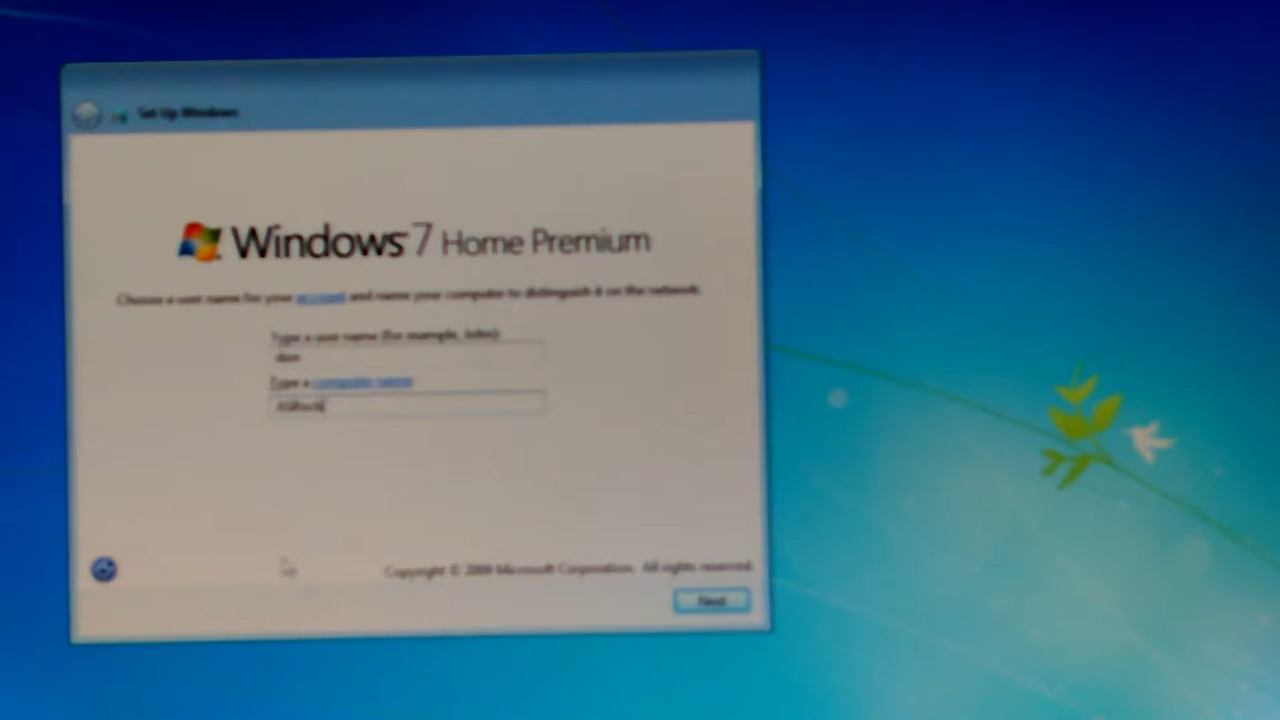 Set Up Windows
Windows 7 Home Premium
Choose a user name for your account and name your computer to distinguish it on the network.
Type a user name (for example, John):
don
Type a computer name:
ASRock
Copyright © 2009 Microsoft Corporation. All rights reserved.
Next